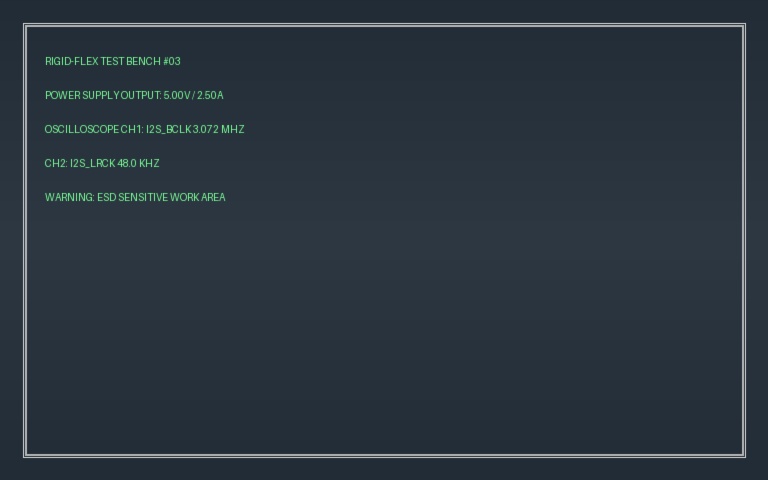 RIGID-FLEX TEST BENCH #03
POWER SUPPLY OUTPUT: 5.00V / 2.50A
OSCILLOSCOPE CH1: I2S_BCLK 3.072 MHZ
CH2: I2S_LRCK 48.0 KHZ
WARNING: ESD SENSITIVE WORK AREA